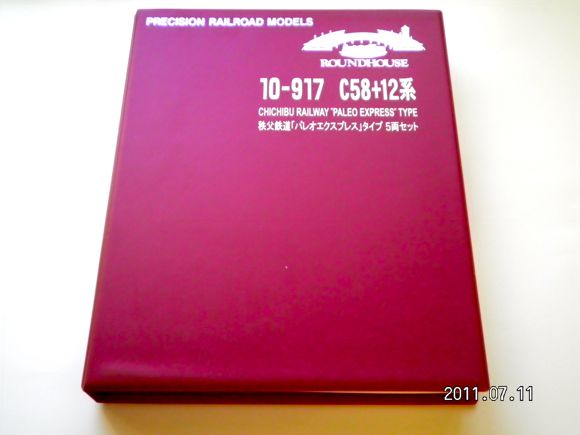 PRECISION RAILROAD MODELS
ROUNDHOUSE
10-917 C58+12系
CHICHIBU RAILWAY "PALEO EXPRESS" TYPE
秩父鉄道「パレオエクスプレス」タイプ 5両セット
2011.07.11